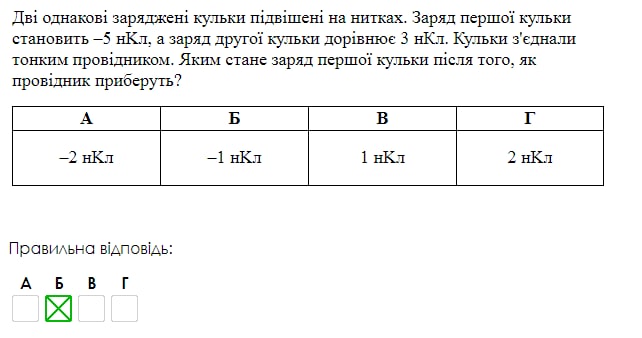 Дві однакові заряджені кульки підвішені на нитках. Заряд першої кульки
становить –5 нКл, а заряд другої кульки дорівнює 3 нКл. Кульки з'єднали
тонким провідником. Яким стане заряд першої кульки після того, як
провідник приберуть?
А Б В Г
–2 нКл –1 нКл 1 нКл 2 нКл
Правильна відповідь:
А Б В Г